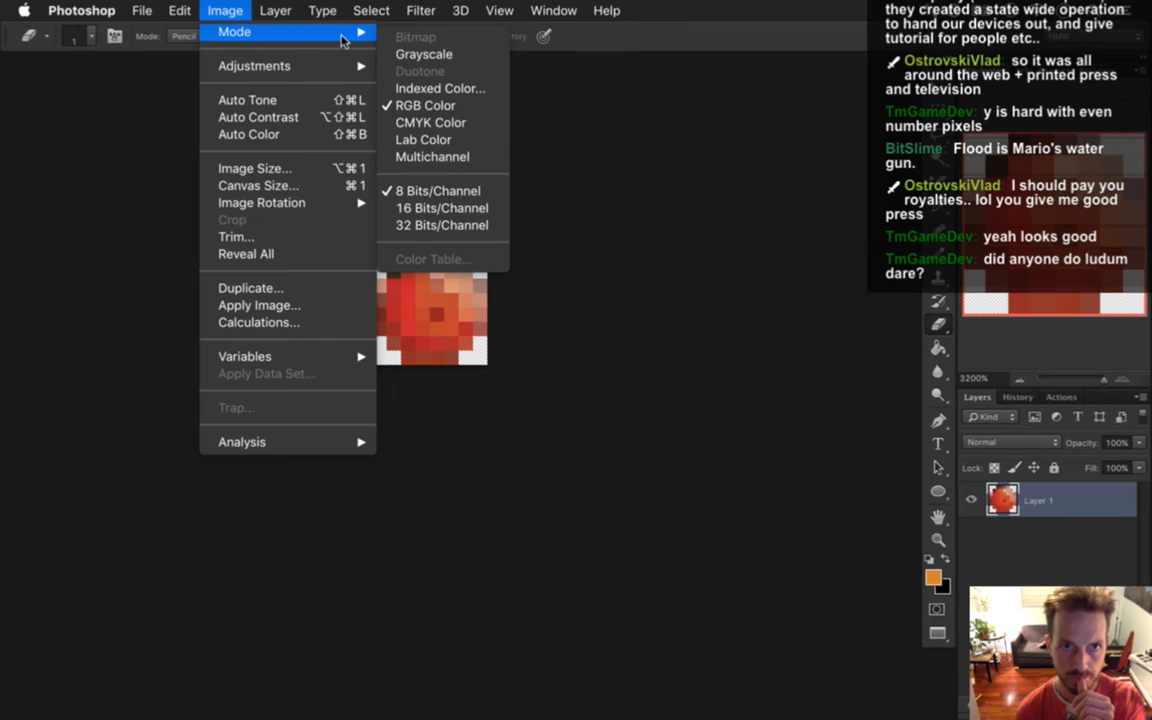 Photoshop File Edit Image Layer Type Select Filter 3D View Window Help
1 Mode: Pencil
Mode
Adjustments
Auto Tone ⇧⌘L
Auto Contrast ⌥⇧⌘L
Auto Color ⇧⌘B
Image Size... ⌥⌘1
Canvas Size... ⌘1
Image Rotation
Crop
Trim...
Reveal All
Duplicate...
Apply Image...
Calculations...
Variables
Apply Data Set...
Trap...
Analysis
Bitmap
Grayscale
Duotone
Indexed Color...
✓ RGB Color
CMYK Color
Lab Color
Multichannel
✓ 8 Bits/Channel
16 Bits/Channel
32 Bits/Channel
Color Table...
they created a state wide operation
to hand our devices out, and give
tutorial for people etc..
OstrovskiVlad: so it was all
around the web + printed press
and television
TmGameDev: y is hard with even
number pixels
BitSlime: Flood is Mario's water
gun.
OstrovskiVlad: I should pay you
royalties.. lol you give me good
press
TmGameDev: yeah looks good
TmGameDev: did anyone do ludum
dare?
3200%
Layers History Actions
Kind
Normal Opacity: 100%
Lock: Fill: 100%
Layer 1